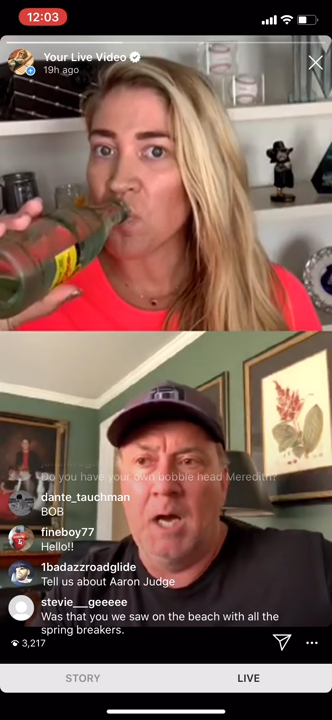 12:03
Your Live Video
19h ago
Do you have your own bobble head Meredith?
dante_tauchman
BOB
fineboy77
Hello!!
1badazzroadglide
Tell us about Aaron Judge
stevie__geeeee
Was that you we saw on the beach with all the
spring breakers.
3,217
STORY
LIVE